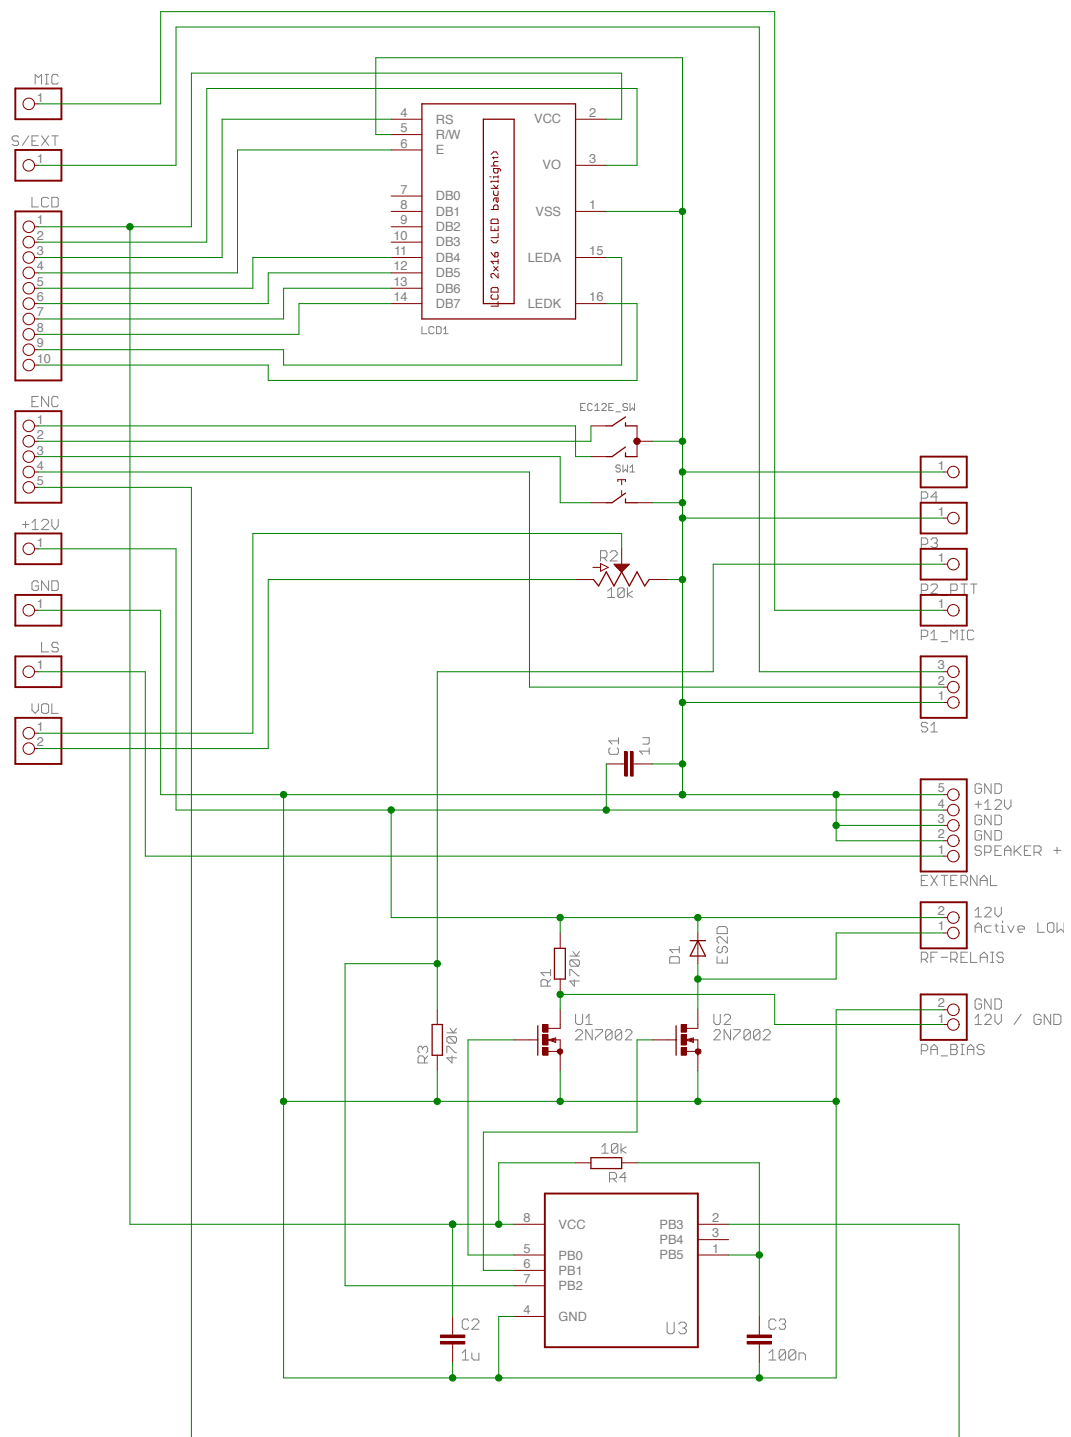 MIC
1
S/EXT
1
LCD
1
2
3
4
5
6
7
8
9
10
4 RS
5 R/W
6 E
7 DB0
8 DB1
9 DB2
10 DB3
11 DB4
12 DB5
13 DB6
14 DB7
VCC 2
VO 3
VSS 1
LEDA 15
LEDK 16
LCD 2x16 (LED backlight)
LCD1
ENC
1
2
3
4
5
EC12E_SW
SW1
+12V
1
GND
1
LS
1
VOL
1
2
R2
10k
1
P4
1
P3
1
P2_PTT
1
P1_MIC
3
2
1
S1
C1
1u
5 GND
4 +12V
3 GND
2 GND
1 SPEAKER +
EXTERNAL
2 12V
1 Active LOW
RF-RELAIS
2 GND
1 12V / GND
PA_BIAS
R1
470k
D1
ES2D
R3
470k
U1
2N7002
U2
2N7002
10k
R4
8 VCC
5 PB0
6 PB1
7 PB2
4 GND
PB3 2
PB4 3
PB5 1
U3
C2
1u
C3
100n